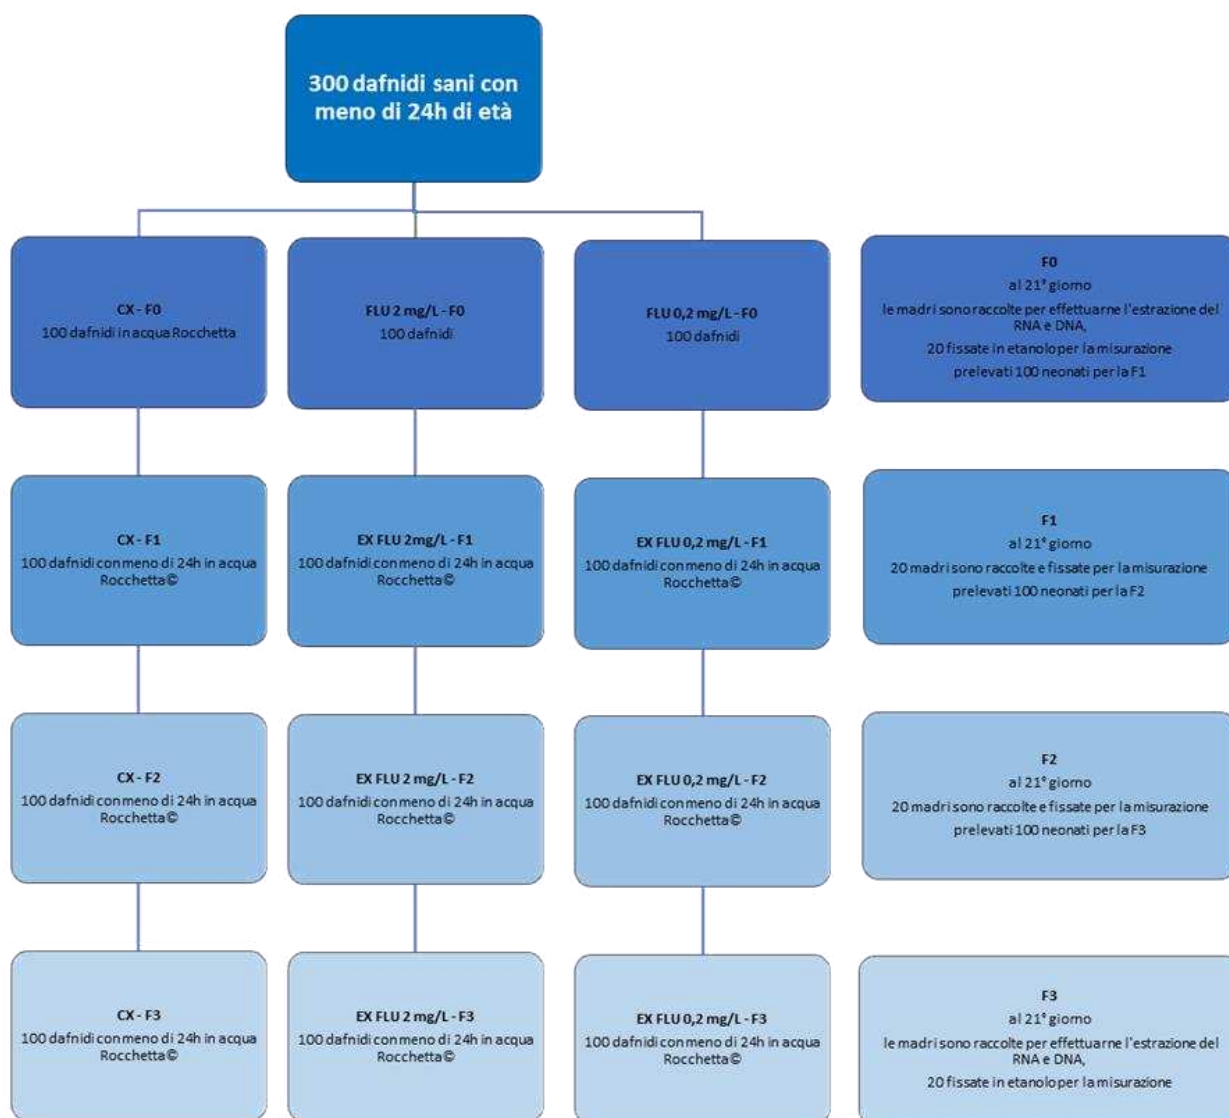 300 dafnidi sani con
meno di 24h di età
CX - F0
100 dafnidi in acqua Rocchetta
FLU 2 mg/L - F0
100 dafnidi
FLU 0,2 mg/L - F0
100 dafnidi
F0
al 21° giorno
le madri sono raccolte per effettuarne l'estrazione del
RNA e DNA,
20 fissate in etanolo per la misurazione
prelevati 100 neonati per la F1
CX - F1
100 dafnidi con meno di 24h in acqua
Rocchetta©
EX FLU 2mg/L - F1
100 dafnidi con meno di 24h in acqua
Rocchetta©
EX FLU 0,2 mg/L - F1
100 dafnidi con meno di 24h in acqua
Rocchetta©
F1
al 21° giorno
20 madri sono raccolte e fissate per la misurazione
prelevati 100 neonati per la F2
CX - F2
100 dafnidi con meno di 24h in acqua
Rocchetta©
EX FLU 2 mg/L - F2
100 dafnidi con meno di 24h in acqua
Rocchetta©
EX FLU 0,2 mg/L - F2
100 dafnidi con meno di 24h in acqua
Rocchetta©
F2
al 21° giorno
20 madri sono raccolte e fissate per la misurazione
prelevati 100 neonati per la F3
CX - F3
100 dafnidi con meno di 24h in acqua
Rocchetta©
EX FLU 2 mg/L - F3
100 dafnidi con meno di 24h in acqua
Rocchetta©
EX FLU 0,2 mg/L - F3
100 dafnidi con meno di 24h in acqua
Rocchetta©
F3
al 21° giorno
le madri sono raccolte per effettuarne l'estrazione del
RNA e DNA,
20 fissate in etanolo per la misurazione